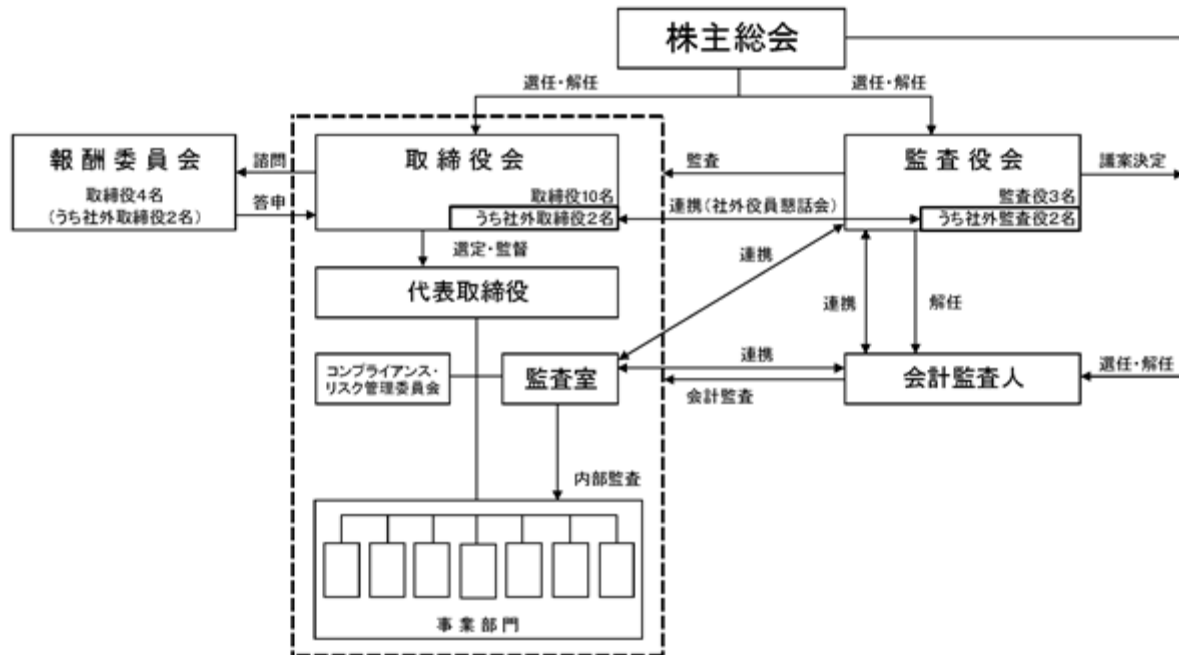 株主総会
選任・解任
選任・解任
報酬委員会
取締役4名
(うち社外取締役2名)
諮問
答申
取締役会
取締役10名
うち社外取締役2名
監査
連携(社外役員懇話会)
監査役会
監査役3名
うち社外監査役2名
議案決定
選定・監督
代表取締役
連携
連携
解任
コンプライアンス・
リスク管理委員会
監査室
連携
会計監査
会計監査人
選任・解任
内部監査
事業部門